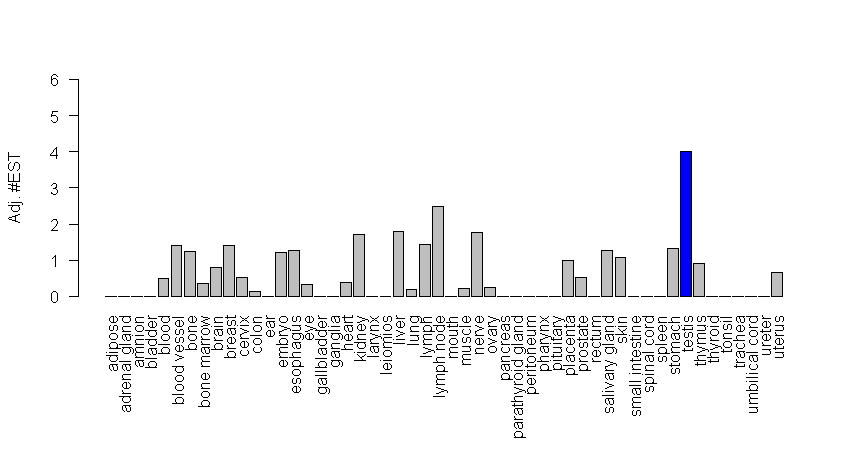 Adj. #EST
6
5
4
3
2
1
0
adipose
adrenal gland
amnion
bladder
blood
blood vessel
bone
bone marrow
brain
breast
cervix
colon
ear
embryo
esophagus
eye
gallbladder
ganglia
heart
kidney
larynx
leiomios
liver
lung
lymph
lymph node
mouth
muscle
nerve
ovary
pancreas
parathyroid gland
peritoneum
pharynx
pituitary
placenta
prostate
rectum
salivary gland
skin
small intestine
spinal cord
spleen
stomach
testis
thymus
thyroid
tonsil
trachea
umbilical cord
ureter
uterus